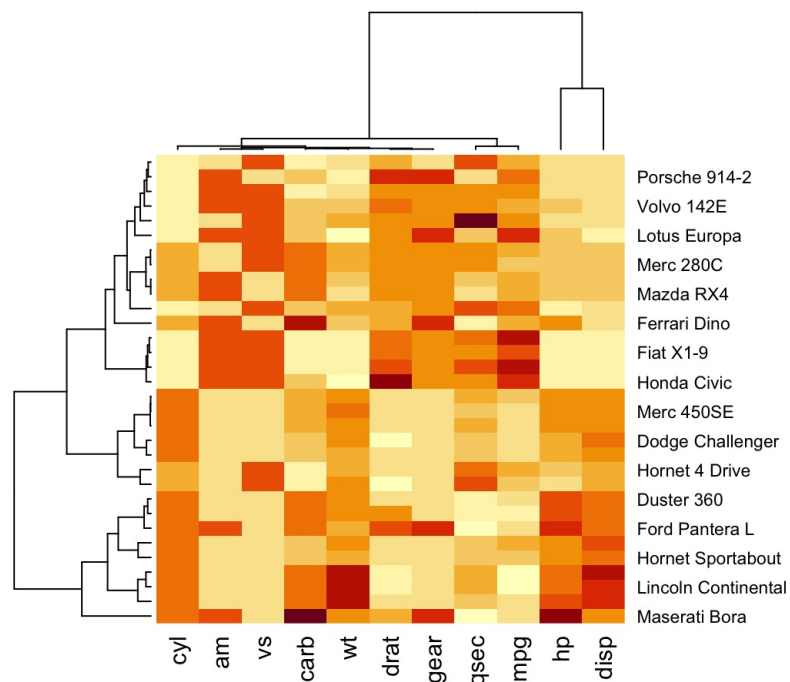 Porsche 914-2
Volvo 142E
Lotus Europa
Merc 280C
Mazda RX4
Ferrari Dino
Fiat X1-9
Honda Civic
Merc 450SE
Dodge Challenger
Hornet 4 Drive
Duster 360
Ford Pantera L
Hornet Sportabout
Lincoln Continental
Maserati Bora
cyl am vs carb wt drat gear qsec mpg hp disp